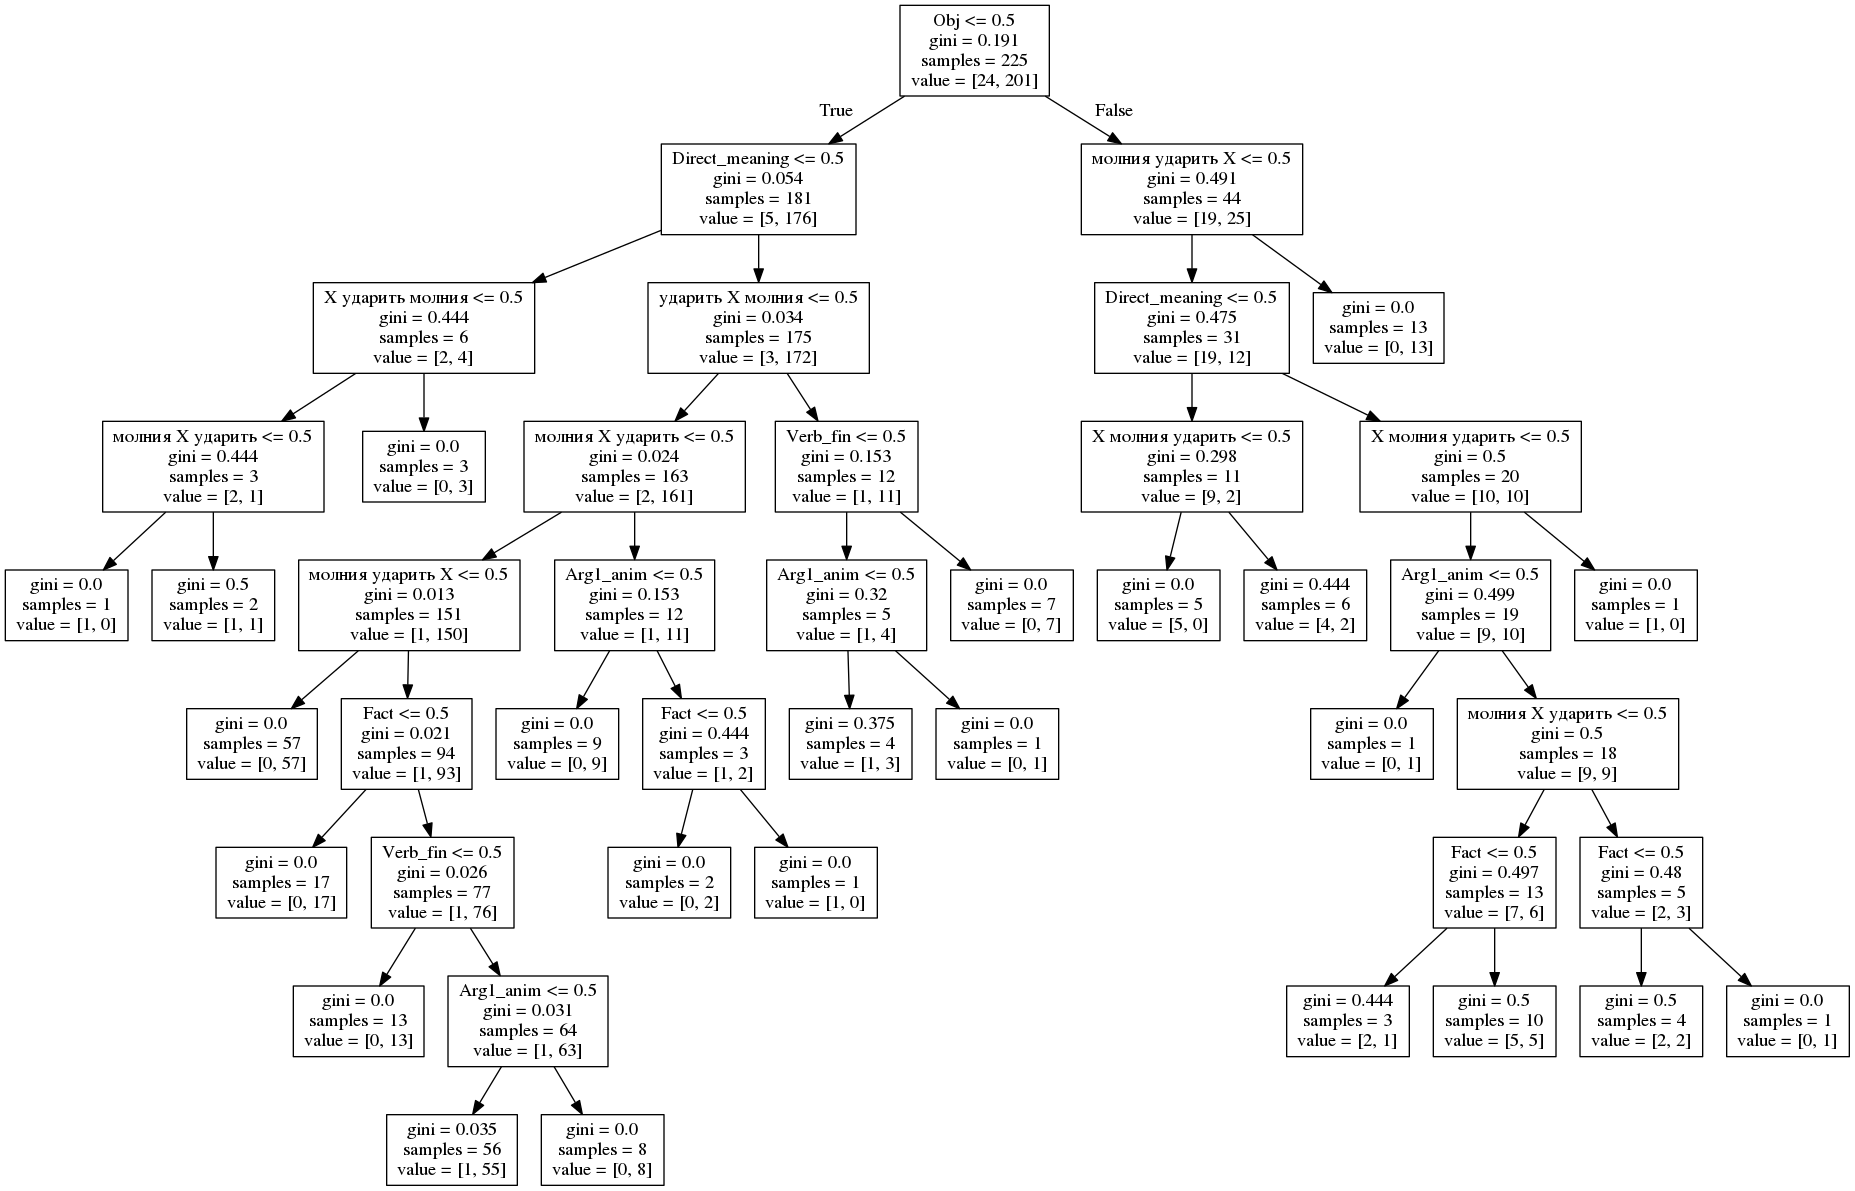 Obj <= 0.5
gini = 0.191
samples = 225
value = [24, 201]
True
False
Direct_meaning <= 0.5
gini = 0.054
samples = 181
value = [5, 176]
молния ударить X <= 0.5
gini = 0.491
samples = 44
value = [19, 25]
X ударить молния <= 0.5
gini = 0.444
samples = 6
value = [2, 4]
ударить X молния <= 0.5
gini = 0.034
samples = 175
value = [3, 172]
Direct_meaning <= 0.5
gini = 0.475
samples = 31
value = [19, 12]
gini = 0.0
samples = 13
value = [0, 13]
молния X ударить <= 0.5
gini = 0.444
samples = 3
value = [2, 1]
gini = 0.0
samples = 3
value = [0, 3]
молния X ударить <= 0.5
gini = 0.024
samples = 163
value = [2, 161]
Verb_fin <= 0.5
gini = 0.153
samples = 12
value = [1, 11]
X молния ударить <= 0.5
gini = 0.298
samples = 11
value = [9, 2]
X молния ударить <= 0.5
gini = 0.5
samples = 20
value = [10, 10]
gini = 0.0
samples = 1
value = [1, 0]
gini = 0.5
samples = 2
value = [1, 1]
молния ударить X <= 0.5
gini = 0.013
samples = 151
value = [1, 150]
Arg1_anim <= 0.5
gini = 0.153
samples = 12
value = [1, 11]
Arg1_anim <= 0.5
gini = 0.32
samples = 5
value = [1, 4]
gini = 0.0
samples = 7
value = [0, 7]
gini = 0.0
samples = 5
value = [5, 0]
gini = 0.444
samples = 6
value = [4, 2]
Arg1_anim <= 0.5
gini = 0.499
samples = 19
value = [9, 10]
gini = 0.0
samples = 1
value = [1, 0]
gini = 0.0
samples = 57
value = [0, 57]
Fact <= 0.5
gini = 0.021
samples = 94
value = [1, 93]
gini = 0.0
samples = 9
value = [0, 9]
Fact <= 0.5
gini = 0.444
samples = 3
value = [1, 2]
gini = 0.375
samples = 4
value = [1, 3]
gini = 0.0
samples = 1
value = [0, 1]
gini = 0.0
samples = 1
value = [0, 1]
молния X ударить <= 0.5
gini = 0.5
samples = 18
value = [9, 9]
gini = 0.0
samples = 17
value = [0, 17]
Verb_fin <= 0.5
gini = 0.026
samples = 77
value = [1, 76]
gini = 0.0
samples = 2
value = [0, 2]
gini = 0.0
samples = 1
value = [1, 0]
Fact <= 0.5
gini = 0.497
samples = 13
value = [7, 6]
Fact <= 0.5
gini = 0.48
samples = 5
value = [2, 3]
gini = 0.0
samples = 13
value = [0, 13]
Arg1_anim <= 0.5
gini = 0.031
samples = 64
value = [1, 63]
gini = 0.444
samples = 3
value = [2, 1]
gini = 0.5
samples = 10
value = [5, 5]
gini = 0.5
samples = 4
value = [2, 2]
gini = 0.0
samples = 1
value = [0, 1]
gini = 0.035
samples = 56
value = [1, 55]
gini = 0.0
samples = 8
value = [0, 8]